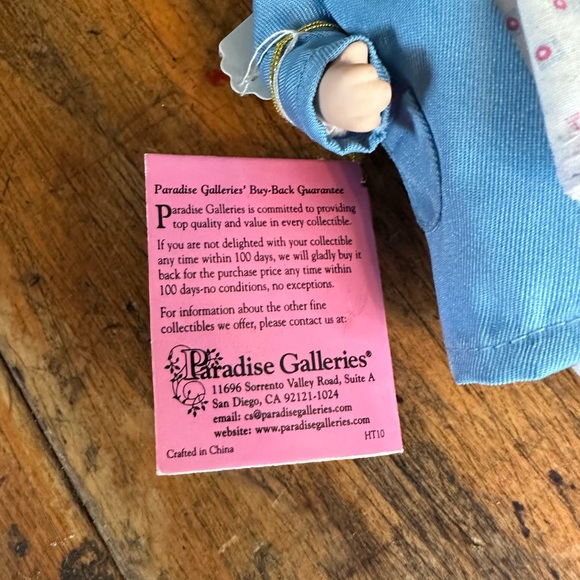 Paradise Galleries' Buy-Back Guarantee
Paradise Galleries is committed to providing
top quality and value in every collectible.
If you are not delighted with your collectible
any time within 100 days, we will gladly buy it
back for the purchase price any time within
100 days-no conditions, no exceptions.
For information about the other fine
collectibles we offer, please contact us at:
Paradise Galleries®
11696 Sorrento Valley Road, Suite A
San Diego, CA 92121-1024
email: cs@paradisegalleries.com
website: www.paradisegalleries.com
HT10
Crafted in China